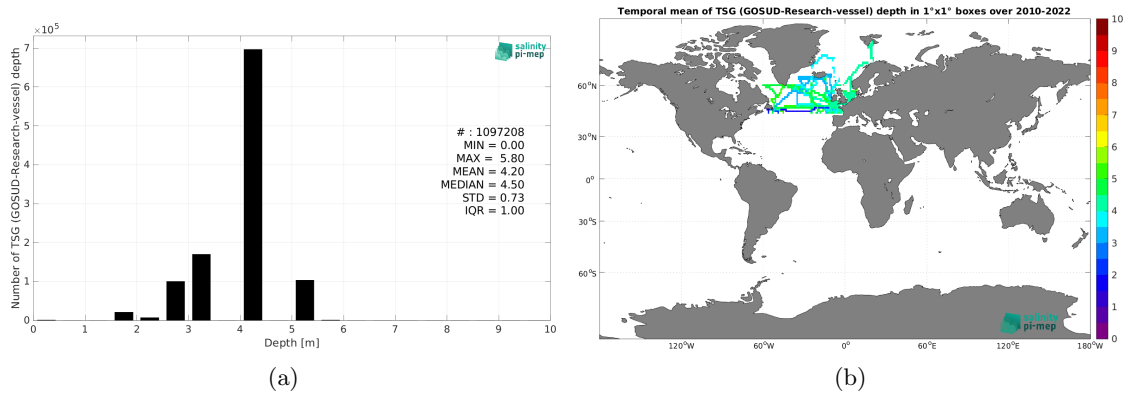 ×10⁵
7
6
5
4
3
2
1
0
Number of TSG (GOSUD-Research-vessel) depth
salinity
pi-mep
# : 1097208
MIN = 0.00
MAX = 5.80
MEAN = 4.20
MEDIAN = 4.50
STD = 0.73
IQR = 1.00
0 1 2 3 4 5 6 7 8 9 10
Depth [m]
(a)
Temporal mean of TSG (GOSUD-Research-vessel) depth in 1°x1° boxes over 2010-2022
60°N
30°N
0°
30°S
60°S
120°W 60°W 0° 60°E 120°E 180°W
salinity
pi-mep
10
9
8
7
6
5
4
3
2
1
0
(b)